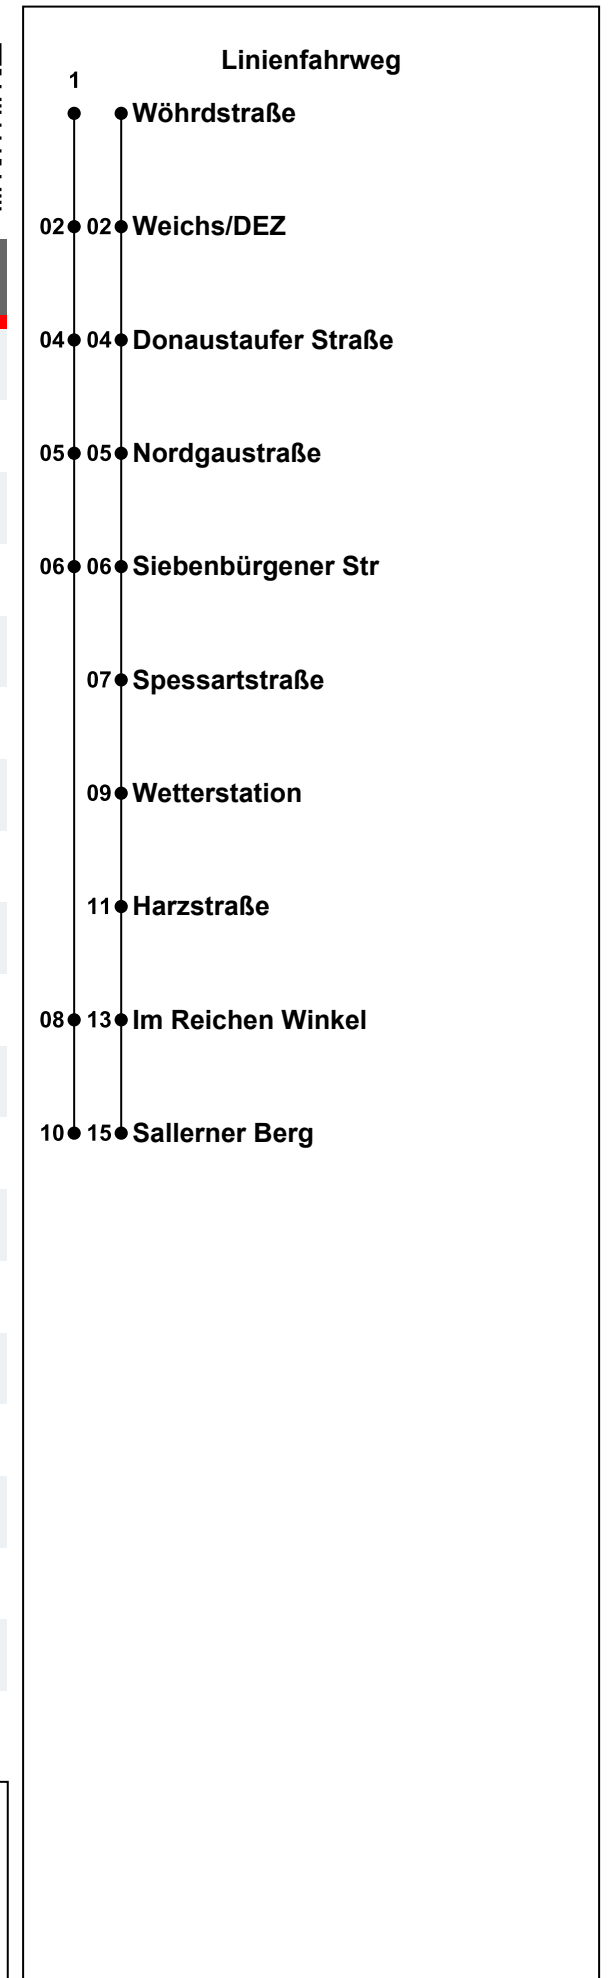 Linienfahrweg
1
Wöhrdstraße
02 02 Weichs/DEZ
04 04 Donaustaufer Straße
05 05 Nordgaustraße
06 06 Siebenbürgener Str
07 Spessartstraße
09 Wetterstation
11 Harzstraße
08 13 Im Reichen Winkel
10 15 Sallerner Berg